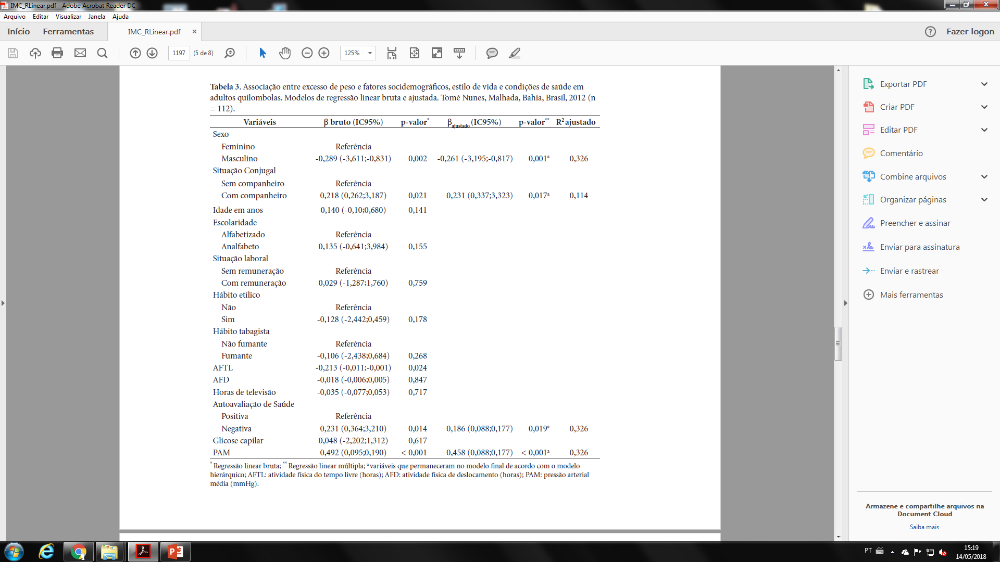 IMC_RLinear.pdf - Adobe Acrobat Reader DC
Arquivo Editar Visualizar Janela Ajuda
Início Ferramentas IMC_RLinear.pdf × ? Fazer logon
1197 (5 de 8) 125%
Tabela 3. Associação entre excesso de peso e fatores socidemográficos, estilo de vida e condições de saúde em
adultos quilombolas. Modelos de regressão linear bruta e ajustada. Tomé Nunes, Malhada, Bahia, Brasil, 2012 (n
= 112).
Variáveis β bruto (IC95%) p-valor* β ajustado (IC95%) p-valor** R² ajustado
Sexo
Feminino Referência
Masculino -0,289 (-3,611;-0,831) 0,002 -0,261 (-3,195;-0,817) 0,001ª 0,326
Situação Conjugal
Sem companheiro Referência
Com companheiro 0,218 (0,262;3,187) 0,021 0,231 (0,337;3,323) 0,017ª 0,114
Idade em anos 0,140 (-0,10;0,680) 0,141
Escolaridade
Alfabetizado Referência
Analfabeto 0,135 (-0,641;3,984) 0,155
Situação laboral
Sem remuneração Referência
Com remuneração 0,029 (-1,287;1,760) 0,759
Hábito etílico
Não Referência
Sim -0,128 (-2,442;0,459) 0,178
Hábito tabagista
Não fumante Referência
Fumante -0,106 (-2,438;0,684) 0,268
AFTL -0,213 (-0,011;-0,001) 0,024
AFD -0,018 (-0,006;0,005) 0,847
Horas de televisão -0,035 (-0,077;0,053) 0,717
Autoavaliação de Saúde
Positiva Referência
Negativa 0,231 (0,364;3,210) 0,014 0,186 (0,088;0,177) 0,019ª 0,326
Glicose capilar 0,048 (-2,202;1,312) 0,617
PAM 0,492 (0,095;0,190) < 0,001 0,458 (0,088;0,177) < 0,001ª 0,326
* Regressão linear bruta; ** Regressão linear múltipla; ª variáveis que permaneceram no modelo final de acordo com o modelo
hierárquico; AFTL: atividade física do tempo livre (horas); AFD: atividade física de deslocamento (horas); PAM: pressão arterial
média (mmHg).
Exportar PDF
Criar PDF
Editar PDF
Comentário
Combine arquivos
Organizar páginas
Preencher e assinar
Enviar para assinatura
Enviar e rastrear
Mais ferramentas
Armazene e compartilhe arquivos na
Document Cloud
Saiba mais
PT
15:19
14/05/2018